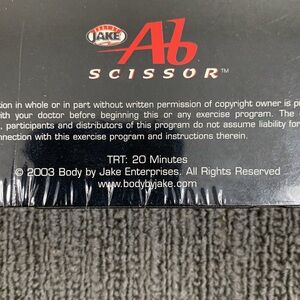 JAKE
Ab
SCISSOR™
tion in whole or in part without written permission of copyright owner is p
with your doctor before beginning this or any exercise program. The
, participants and distributors of this program do not assume liability for
onnection with this exercise program and instructions therein.
TRT: 20 Minutes
© 2003 Body by Jake Enterprises. All Rights Reserved
www.bodybyjake.com